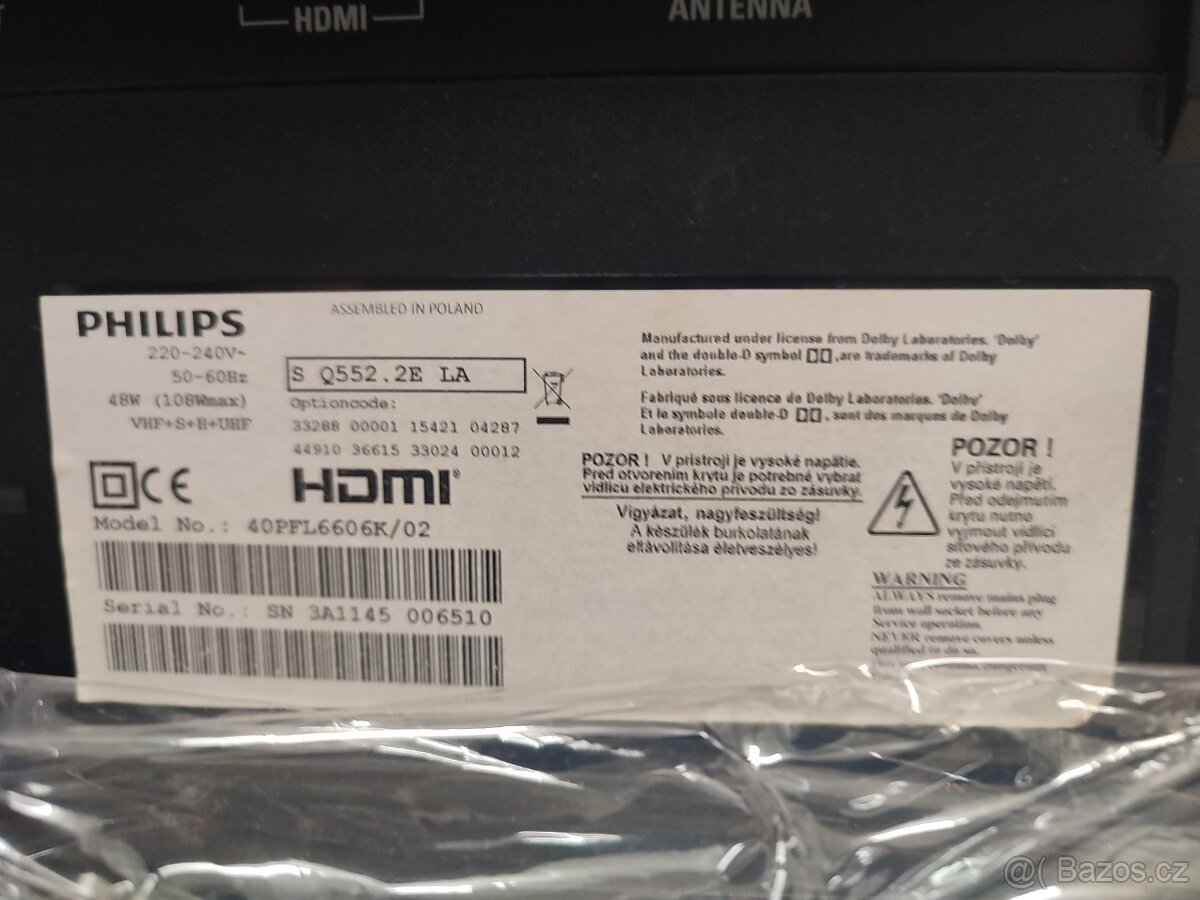 HDMI
ANTENNA
PHILIPS
ASSEMBLED IN POLAND
220-240V~
50-60Hz
48W (108Wmax)
VHF+S+H+UHF
S Q552.2E LA
Optioncode:
33288 00001 15421 04287
44910 36615 33024 00012
CE
HDMI
Model No.: 40PFL6606K/02
Serial No.: SN 3A1145 006510
Manufactured under license from Dolby Laboratories. 'Dolby'
and the double-D symbol ,are trademarks of Dolby
Laboratories.
Fabriqué sous licence de Dolby Laboratories. 'Dolby'
Et le symbole double-D , sont des marques de Dolby
Laboratories.
POZOR ! V pristroji je vysoké napätie.
Pred otvorením krytu je potrebné vybrat
vidlicu elektrického přívodu zo zásuvky.
Vigyázat, nagyfeszültség!
A készülék burkolatának
eltávolítása életveszélyes!
POZOR !
V přístroji je
vysoké napětí.
Před odejmutím
krytu nutno
vyjmout vidlici
síťového přívodu
ze zásuvky.
WARNING
ALWAYS remove mains plug
from wall socket before any
Service operation.
NEVER remove covers unless
qualified to do so.
@( Bazos.cz